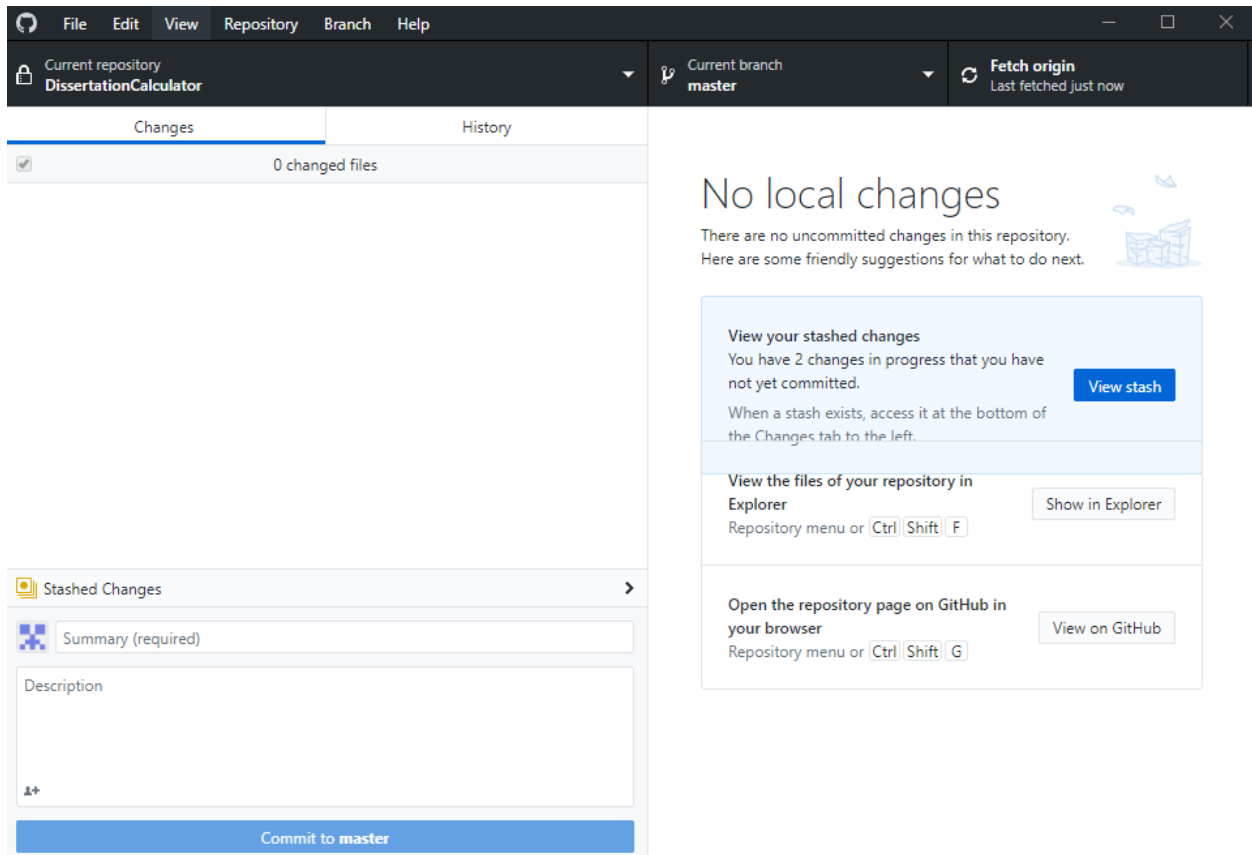 File Edit View Repository Branch Help
Current repository
DissertationCalculator
Current branch
master
Fetch origin
Last fetched just now
Changes History
0 changed files
No local changes
There are no uncommitted changes in this repository.
Here are some friendly suggestions for what to do next.
View your stashed changes
You have 2 changes in progress that you have
not yet committed.
View stash
When a stash exists, access it at the bottom of
the Changes tab to the left.
View the files of your repository in
Explorer
Repository menu or Ctrl Shift F
Show in Explorer
Open the repository page on GitHub in
your browser
Repository menu or Ctrl Shift G
View on GitHub
Stashed Changes
Summary (required)
Description
Commit to master